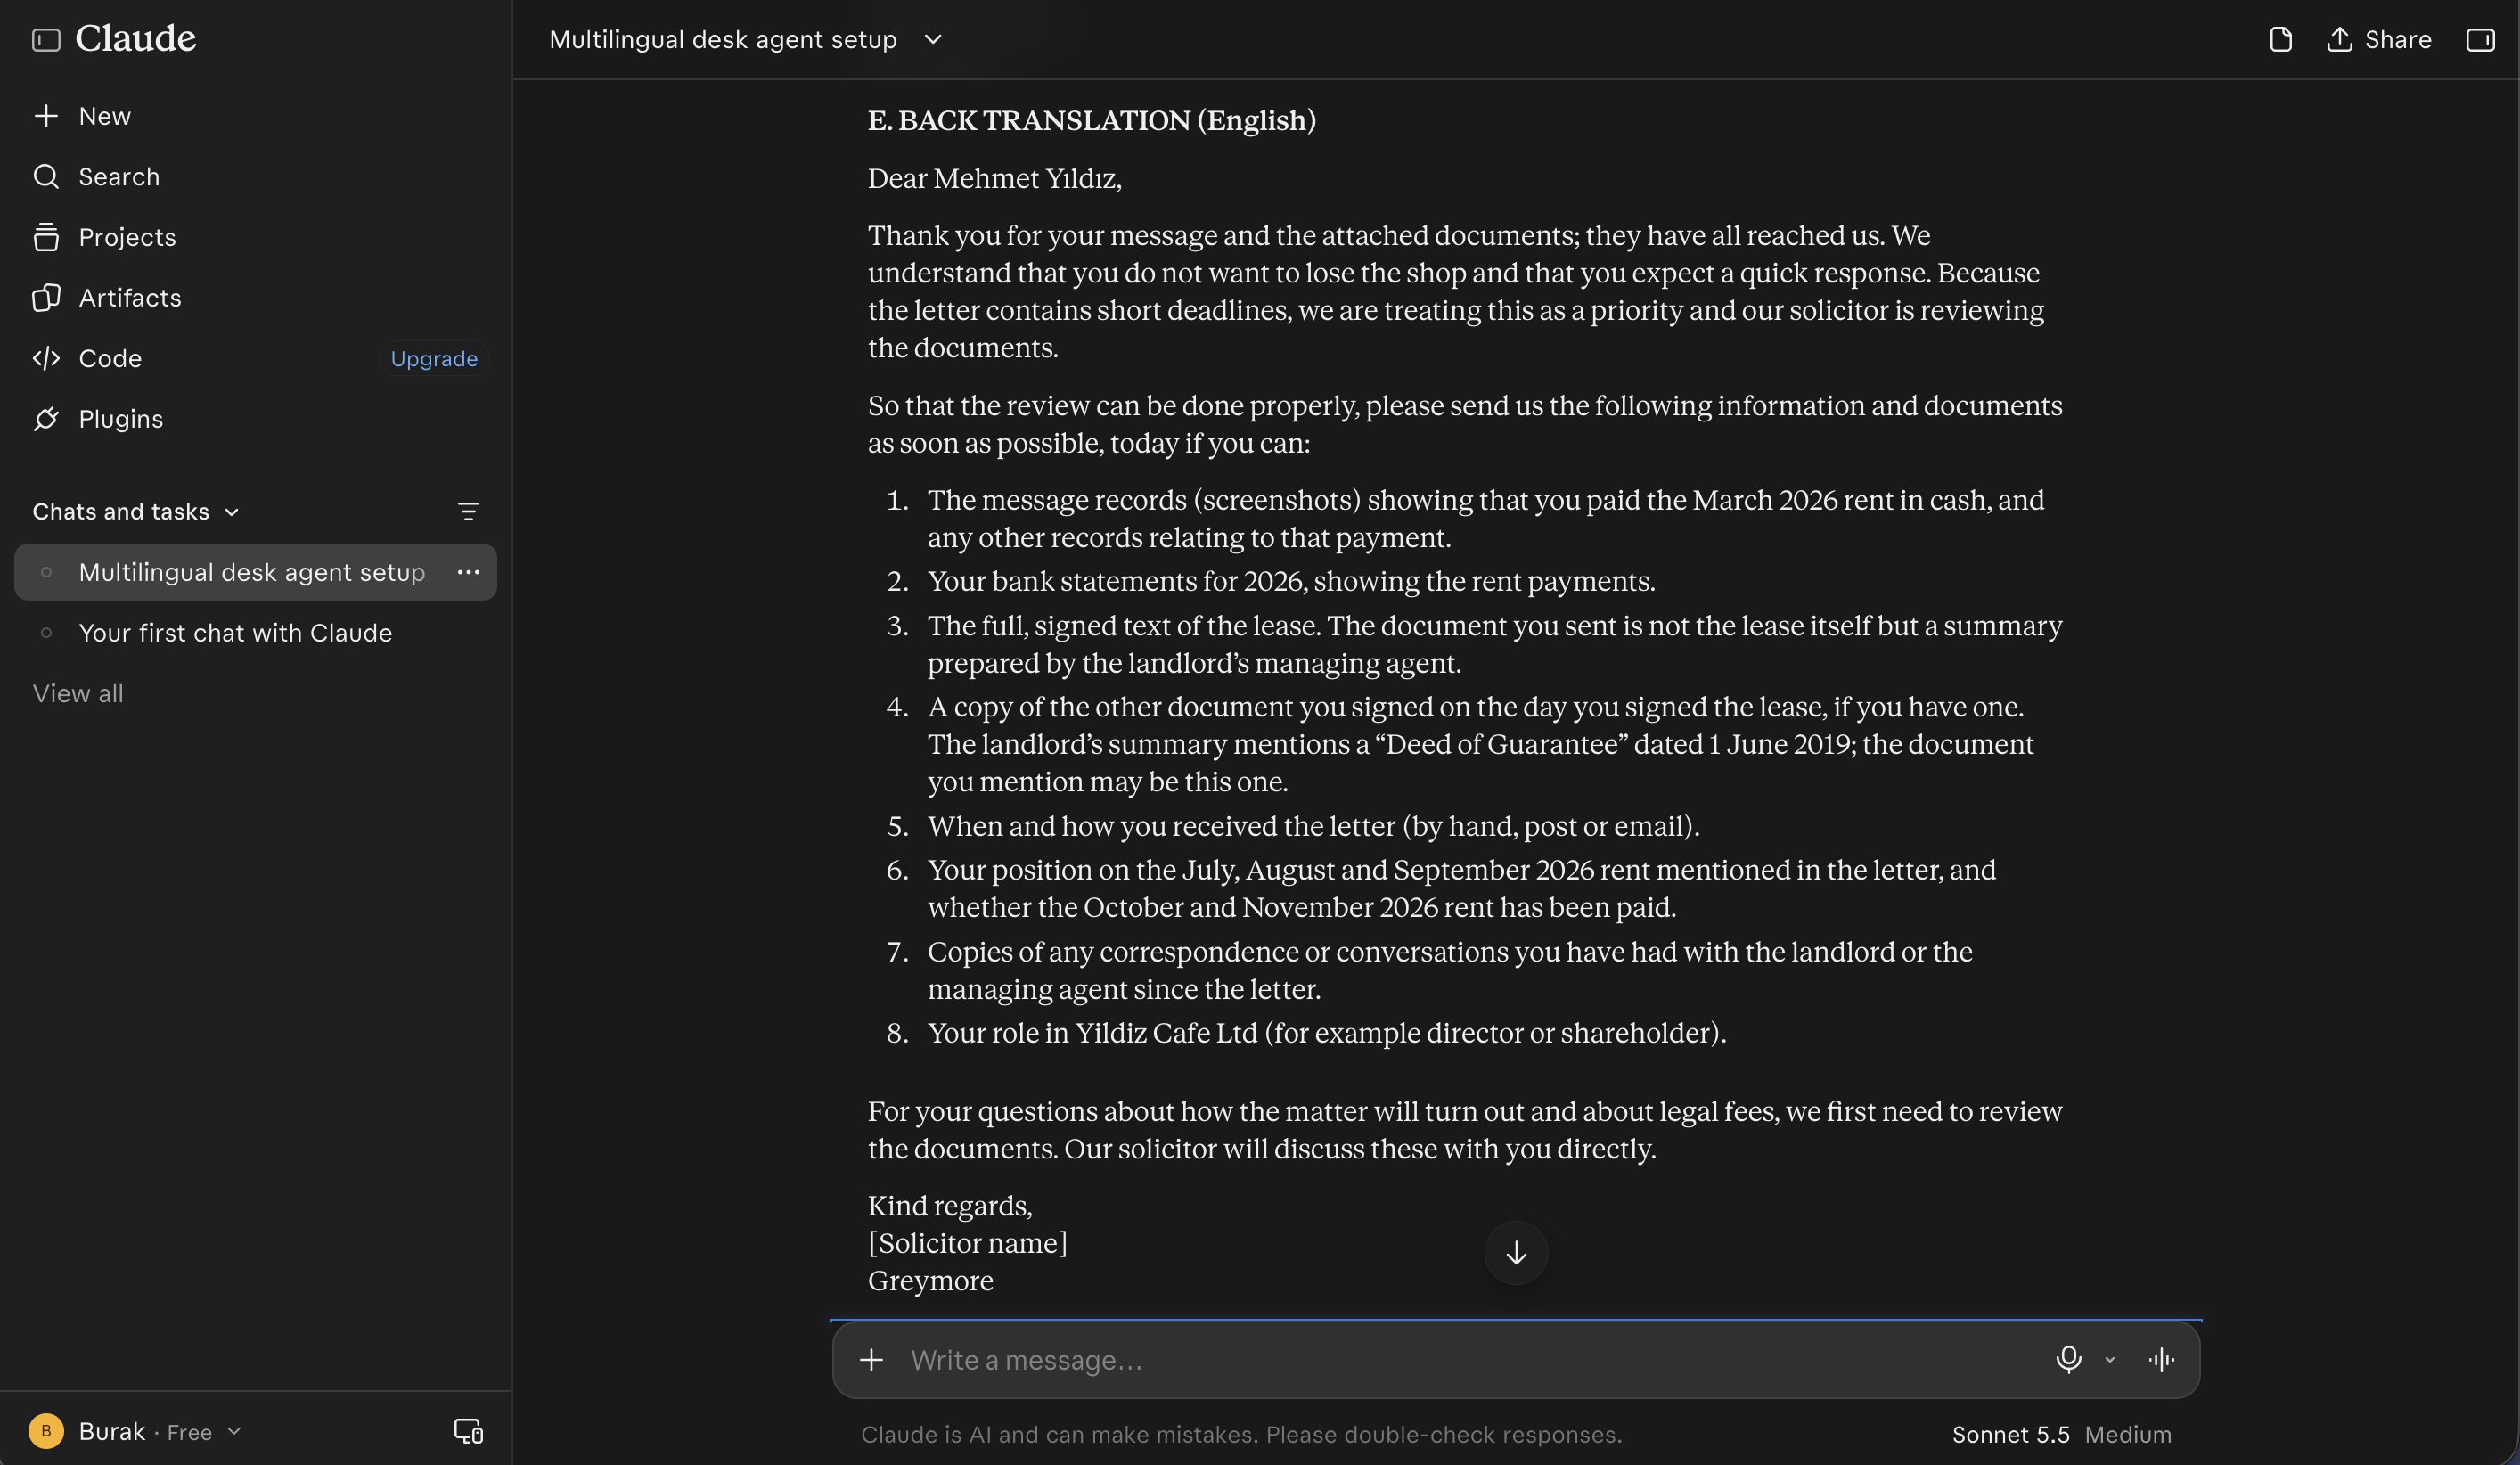 Claude
New
Search
Projects
Artifacts
Code
Upgrade
Plugins
Chats and tasks
Multilingual desk agent setup
Your first chat with Claude
View all
B
Burak · Free
Multilingual desk agent setup
Share
E. BACK TRANSLATION (English)
Dear Mehmet Yıldız,
Thank you for your message and the attached documents; they have all reached us. We
understand that you do not want to lose the shop and that you expect a quick response. Because
the letter contains short deadlines, we are treating this as a priority and our solicitor is reviewing
the documents.
So that the review can be done properly, please send us the following information and documents
as soon as possible, today if you can:
1. The message records (screenshots) showing that you paid the March 2026 rent in cash, and
any other records relating to that payment.
2. Your bank statements for 2026, showing the rent payments.
3. The full, signed text of the lease. The document you sent is not the lease itself but a summary
prepared by the landlord’s managing agent.
4. A copy of the other document you signed on the day you signed the lease, if you have one.
The landlord’s summary mentions a “Deed of Guarantee” dated 1 June 2019; the document
you mention may be this one.
5. When and how you received the letter (by hand, post or email).
6. Your position on the July, August and September 2026 rent mentioned in the letter, and
whether the October and November 2026 rent has been paid.
7. Copies of any correspondence or conversations you have had with the landlord or the
managing agent since the letter.
8. Your role in Yildiz Cafe Ltd (for example director or shareholder).
For your questions about how the matter will turn out and about legal fees, we first need to review
the documents. Our solicitor will discuss these with you directly.
Kind regards,
[Solicitor name]
Greymore
Write a message...
Claude is AI and can make mistakes. Please double-check responses.
Sonnet 5.5 Medium